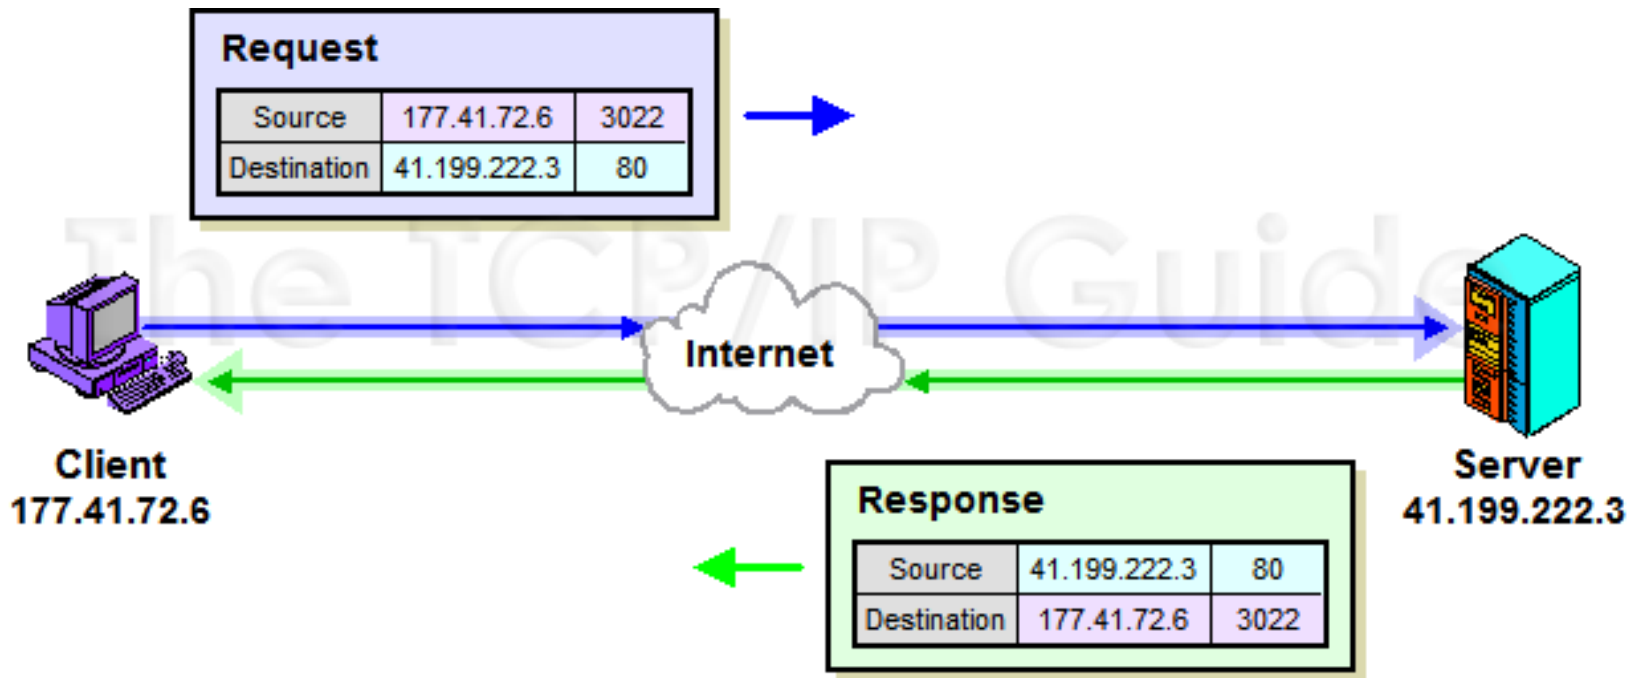 Request
Source 177.41.72.6 3022
Destination 41.199.222.3 80
The TCP/IP Guide
Internet
Client
177.41.72.6
Server
41.199.222.3
Response
Source 41.199.222.3 80
Destination 177.41.72.6 3022